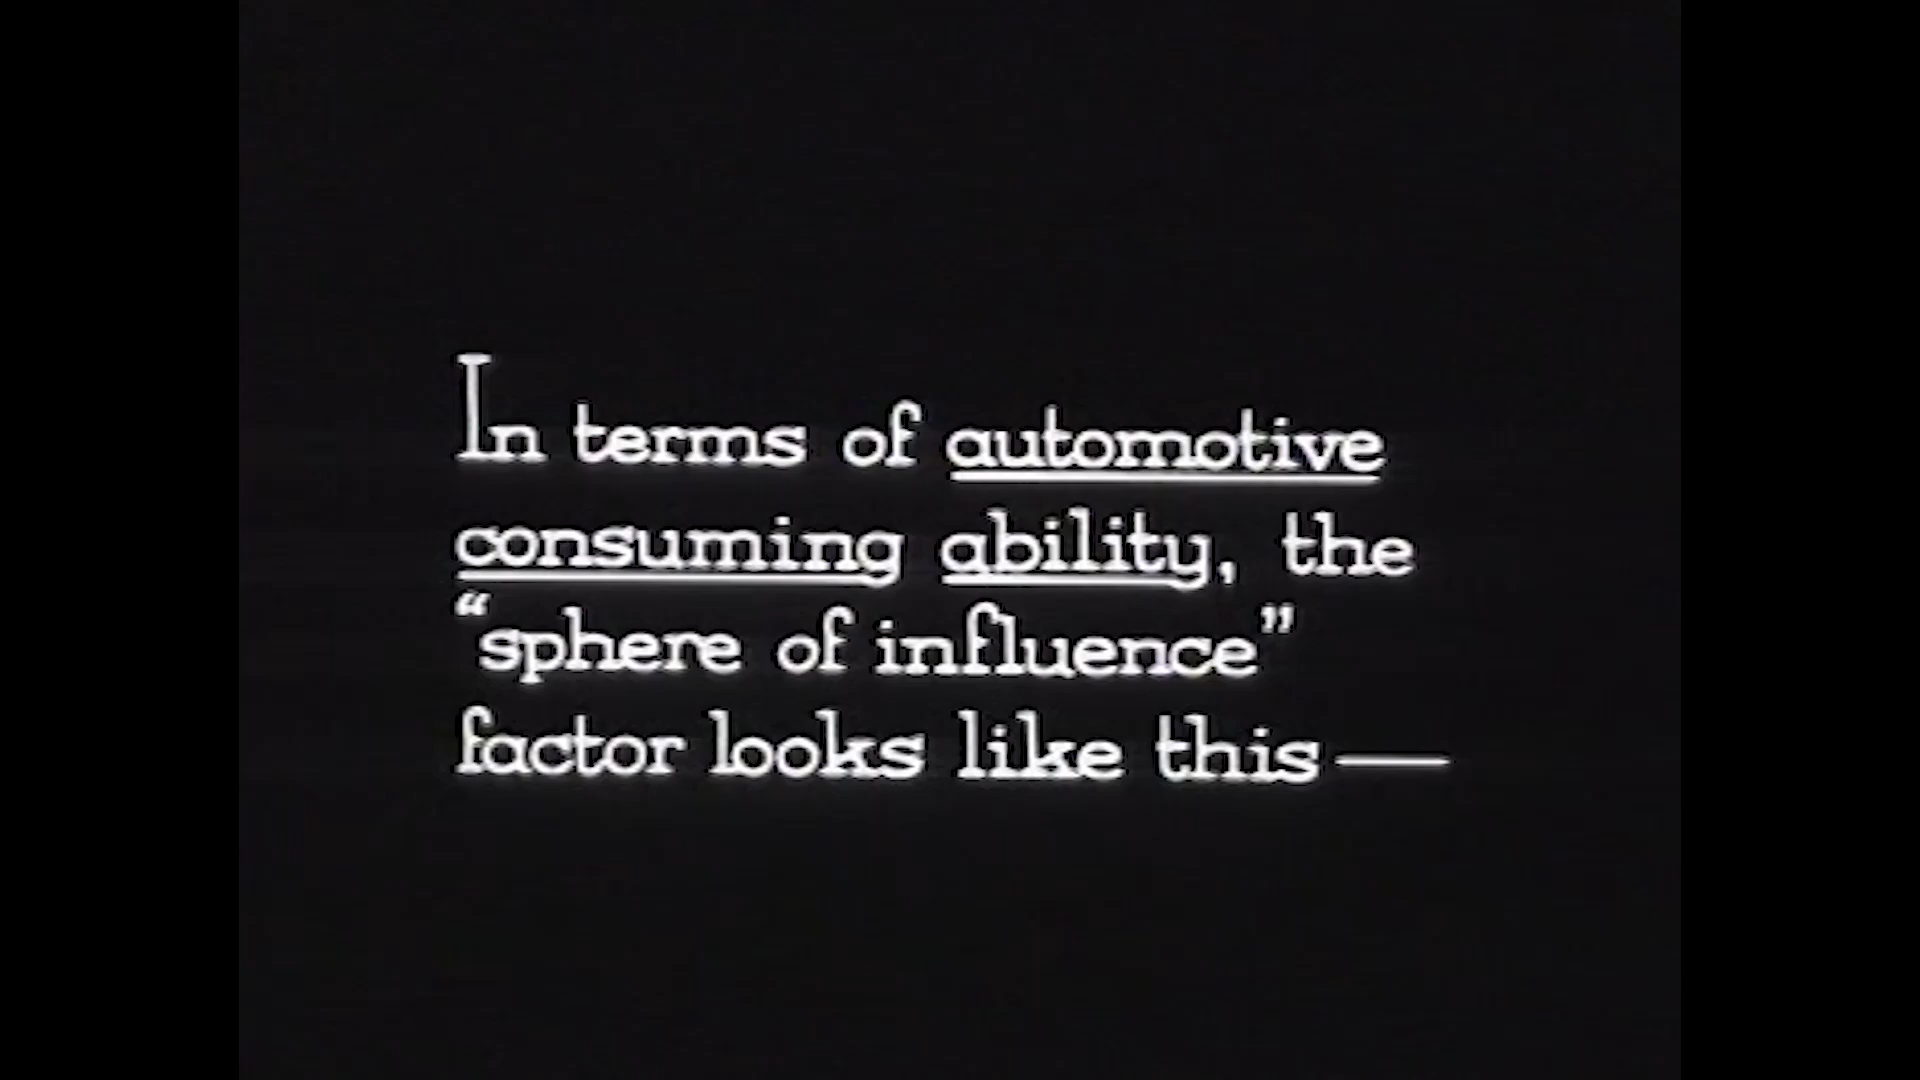 In terms of automotive
consuming ability, the
“sphere of influence”
factor looks like this—